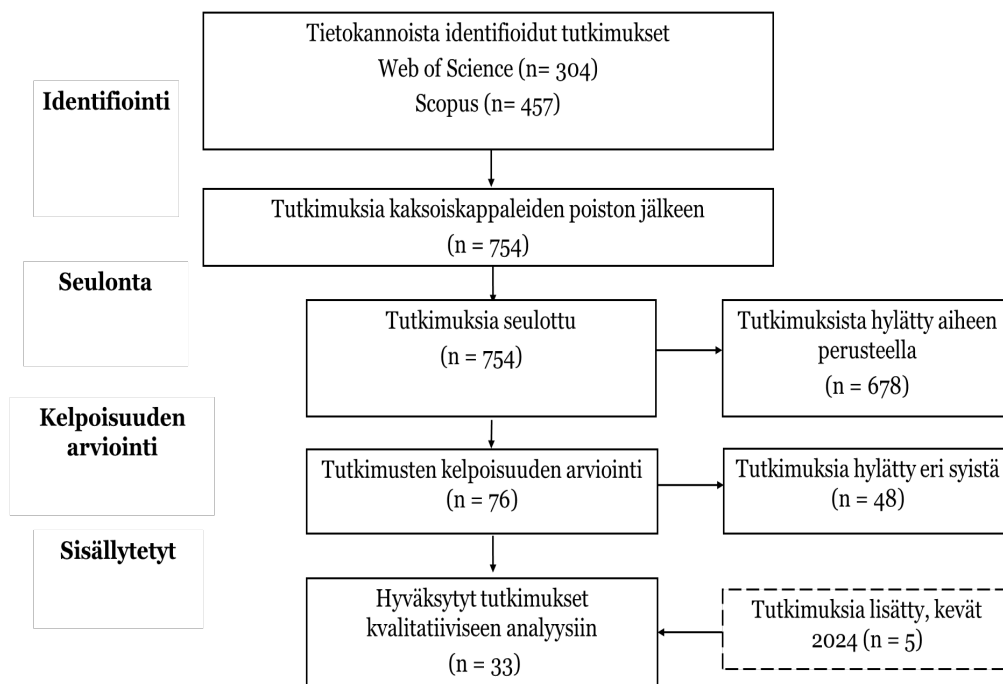 Tietokannoista identifioidut tutkimukset
Web of Science (n= 304)
Scopus (n= 457)
Identifiointi
Tutkimuksia kaksoiskappaleiden poiston jälkeen
(n = 754)
Seulonta
Tutkimuksia seulottu
(n = 754)
Tutkimuksista hylätty aiheen
perusteella
(n = 678)
Kelpoisuuden
arviointi
Tutkimusten kelpoisuuden arviointi
(n = 76)
Tutkimuksia hylätty eri syistä
(n = 48)
Sisällytetyt
Hyväksytyt tutkimukset
kvalitatiiviseen analyysiin
(n = 33)
Tutkimuksia lisätty, kevät
2024 (n = 5)